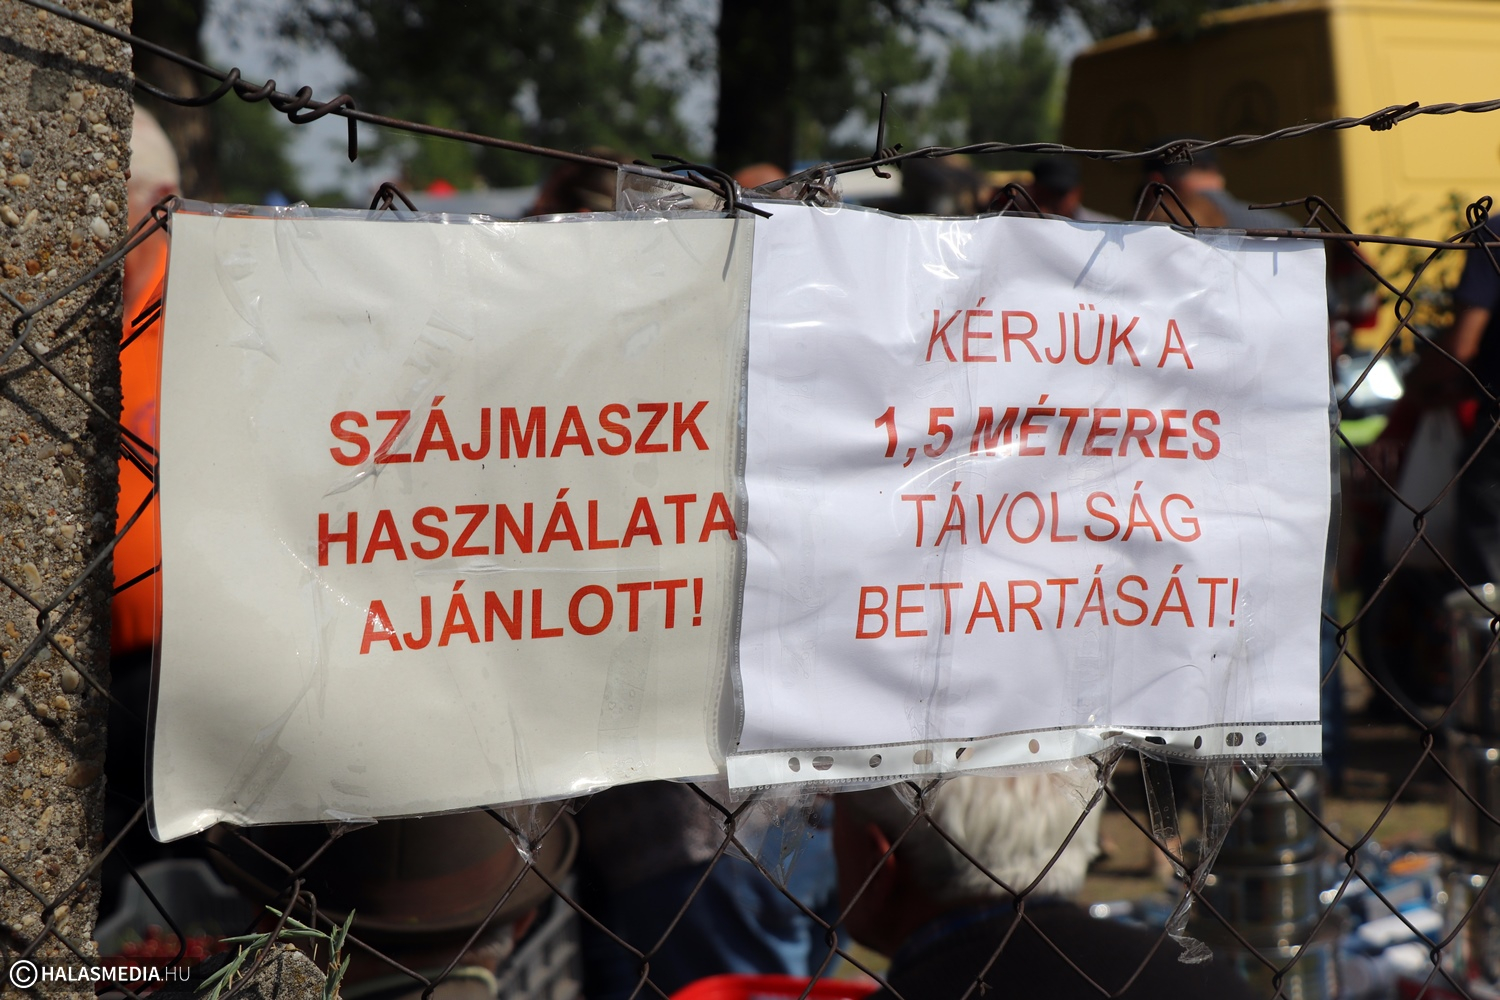 SZÁJMASZK
HASZNÁLATA
AJÁNLOTT!
KÉRJÜK A
1,5 MÉTERES
TÁVOLSÁG
BETARTÁSÁT!
© HALASMEDIA.HU